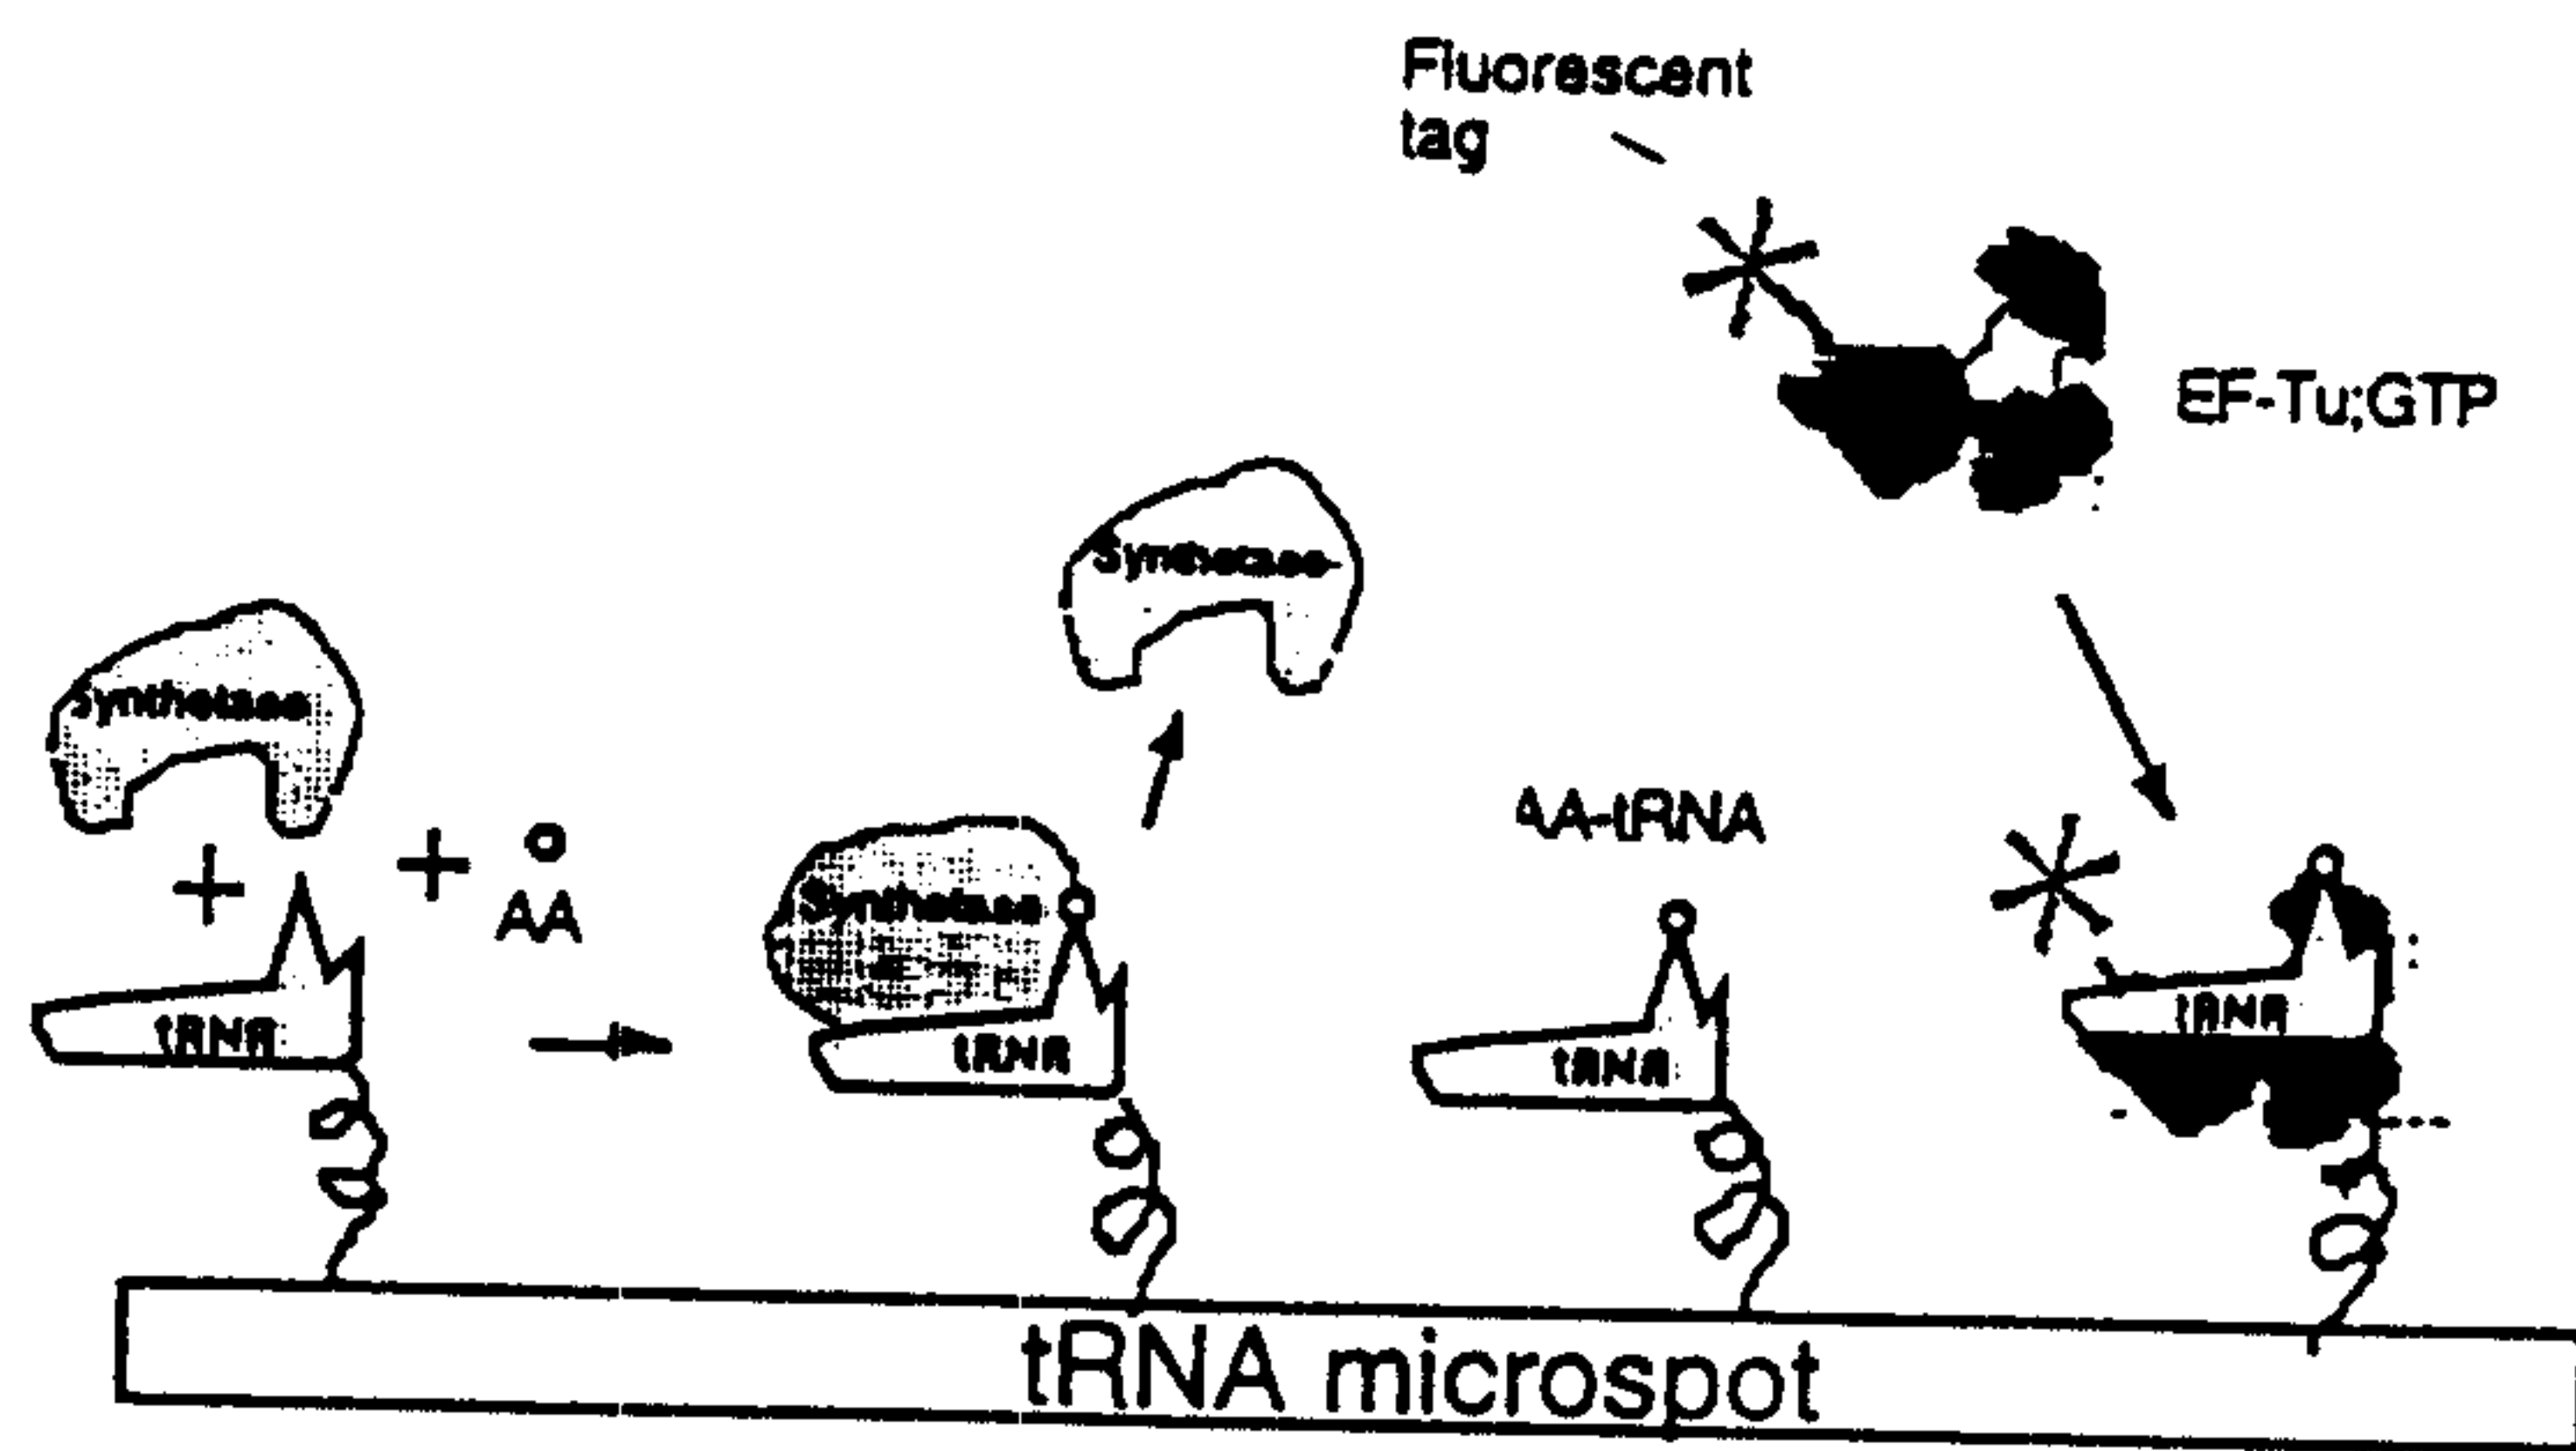 Fluorescent
tag
EF-Tu;GTP
Synthetase
Synthetase
AA-tRNA
Synthetase
AA
tRNA
tRNA
tRNA
tRNA
tRNA microspot